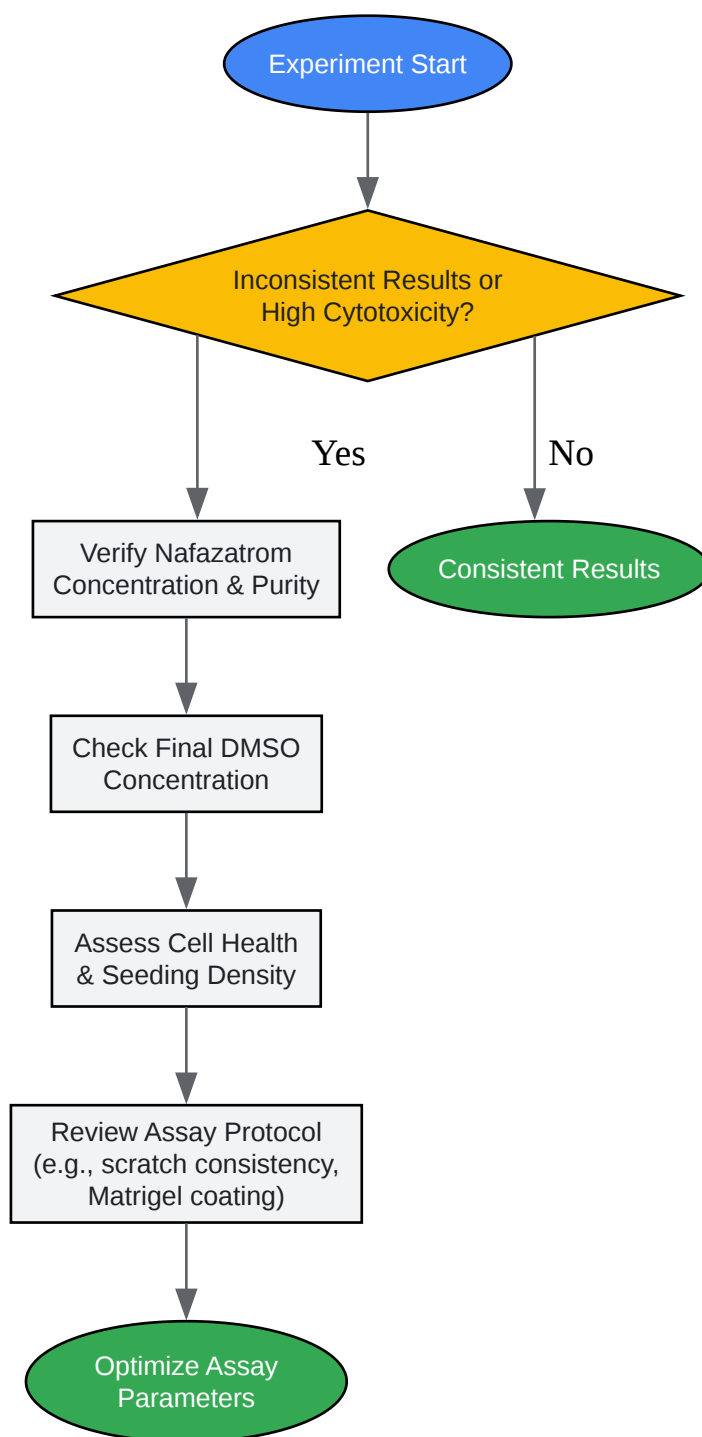 Experiment Start
Inconsistent Results or
High Cytotoxicity?
Yes
No
Verify Nafazatrom
Concentration & Purity
Consistent Results
Check Final DMSO
Concentration
Assess Cell Health
& Seeding Density
Review Assay Protocol
(e.g., scratch consistency,
Matrigel coating)
Optimize Assay
Parameters